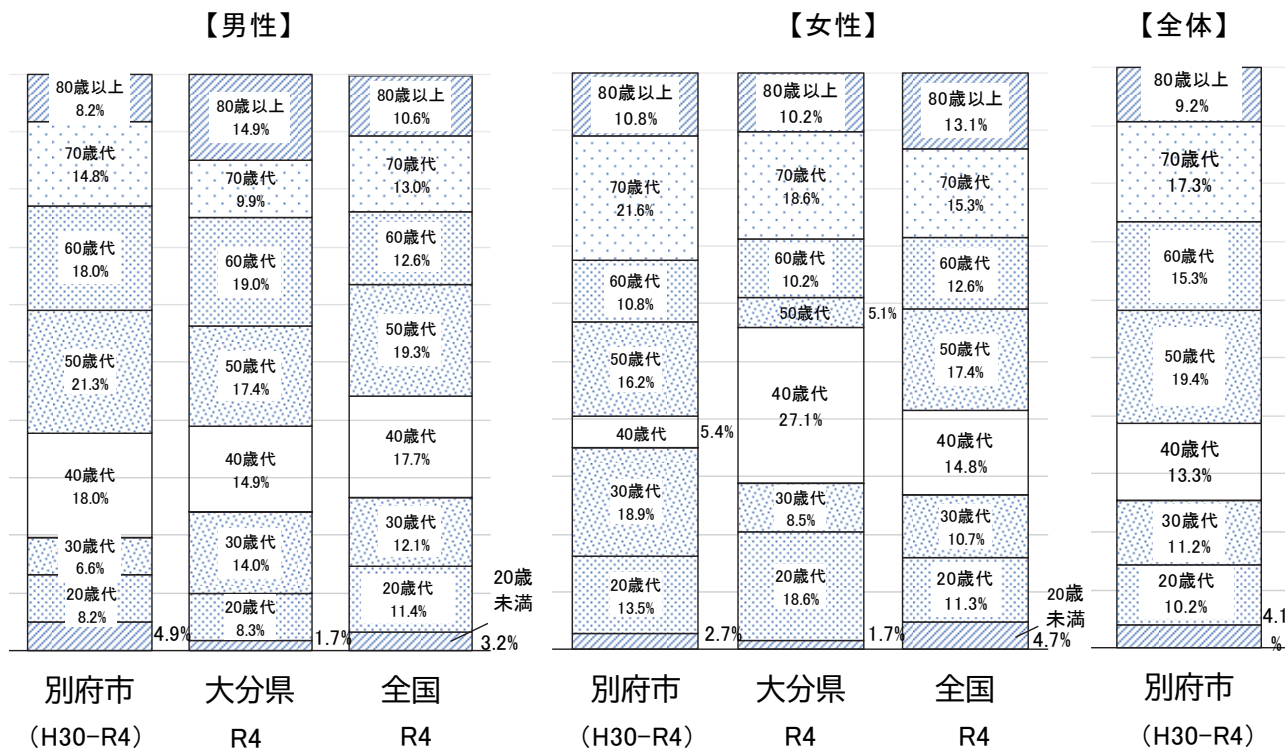 【男性】
80歳以上
8.2%
70歳代
14.8%
60歳代
18.0%
50歳代
21.3%
40歳代
18.0%
30歳代
6.6%
20歳代
8.2%
4.9%
別府市
(H30-R4)
80歳以上
14.9%
70歳代
9.9%
60歳代
19.0%
50歳代
17.4%
40歳代
14.9%
30歳代
14.0%
20歳代
8.3%
1.7%
大分県
R4
80歳以上
10.6%
70歳代
13.0%
60歳代
12.6%
50歳代
19.3%
40歳代
17.7%
30歳代
12.1%
20歳代
11.4%
20歳
未満
3.2%
全国
R4
【女性】
80歳以上
10.8%
70歳代
21.6%
60歳代
10.8%
50歳代
16.2%
40歳代
5.4%
30歳代
18.9%
20歳代
13.5%
2.7%
別府市
(H30-R4)
80歳以上
10.2%
70歳代
18.6%
60歳代
10.2%
50歳代
5.1%
40歳代
27.1%
30歳代
8.5%
20歳代
18.6%
1.7%
大分県
R4
80歳以上
13.1%
70歳代
15.3%
60歳代
12.6%
50歳代
17.4%
40歳代
14.8%
30歳代
10.7%
20歳代
11.3%
20歳
未満
4.7%
全国
R4
【全体】
80歳以上
9.2%
70歳代
17.3%
60歳代
15.3%
50歳代
19.4%
40歳代
13.3%
30歳代
11.2%
20歳代
10.2%
4.1
%
別府市
(H30-R4)